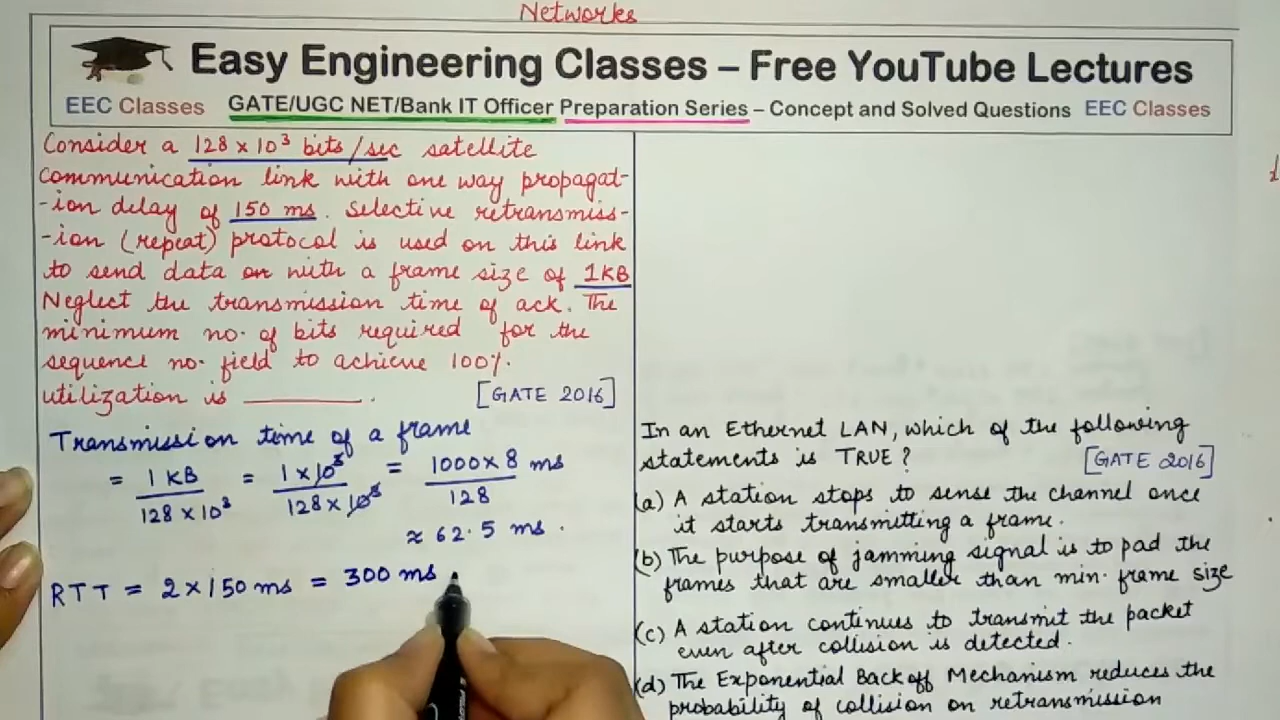 Networks
Easy Engineering Classes – Free YouTube Lectures
EEC Classes GATE/UGC NET/Bank IT Officer Preparation Series – Concept and Solved Questions EEC Classes
Consider a 128 × 10³ bits/sec satellite
Communication link with one way propagat-
-ion delay of 150 ms. Selective retransmiss-
-ion (repeat) protocol is used on this link
to send data on with a frame size of 1KB
Neglect the transmission time of ack. The
minimum no. of bits required for the
sequence no. field to achieve 100%.
utilization is ________. [GATE 2016]
Transmission time of a frame
= 1 KB / 128 × 10³ = 1 × 10³ / 128 × 10³ = 1000 × 8 / 128 ms
≈ 62.5 ms.
RTT = 2 × 150 ms = 300 ms
In an Ethernet LAN, which of the following
statements is TRUE? [GATE 2016]
(a) A station stops to sense the channel once
it starts transmitting a frame.
(b) The purpose of jamming signal is to pad the
frames that are smaller than min. frame size
(c) A station continues to transmit the packet
even after collision is detected.
(d) The Exponential Back off Mechanism reduces the
probability of collision on retransmission